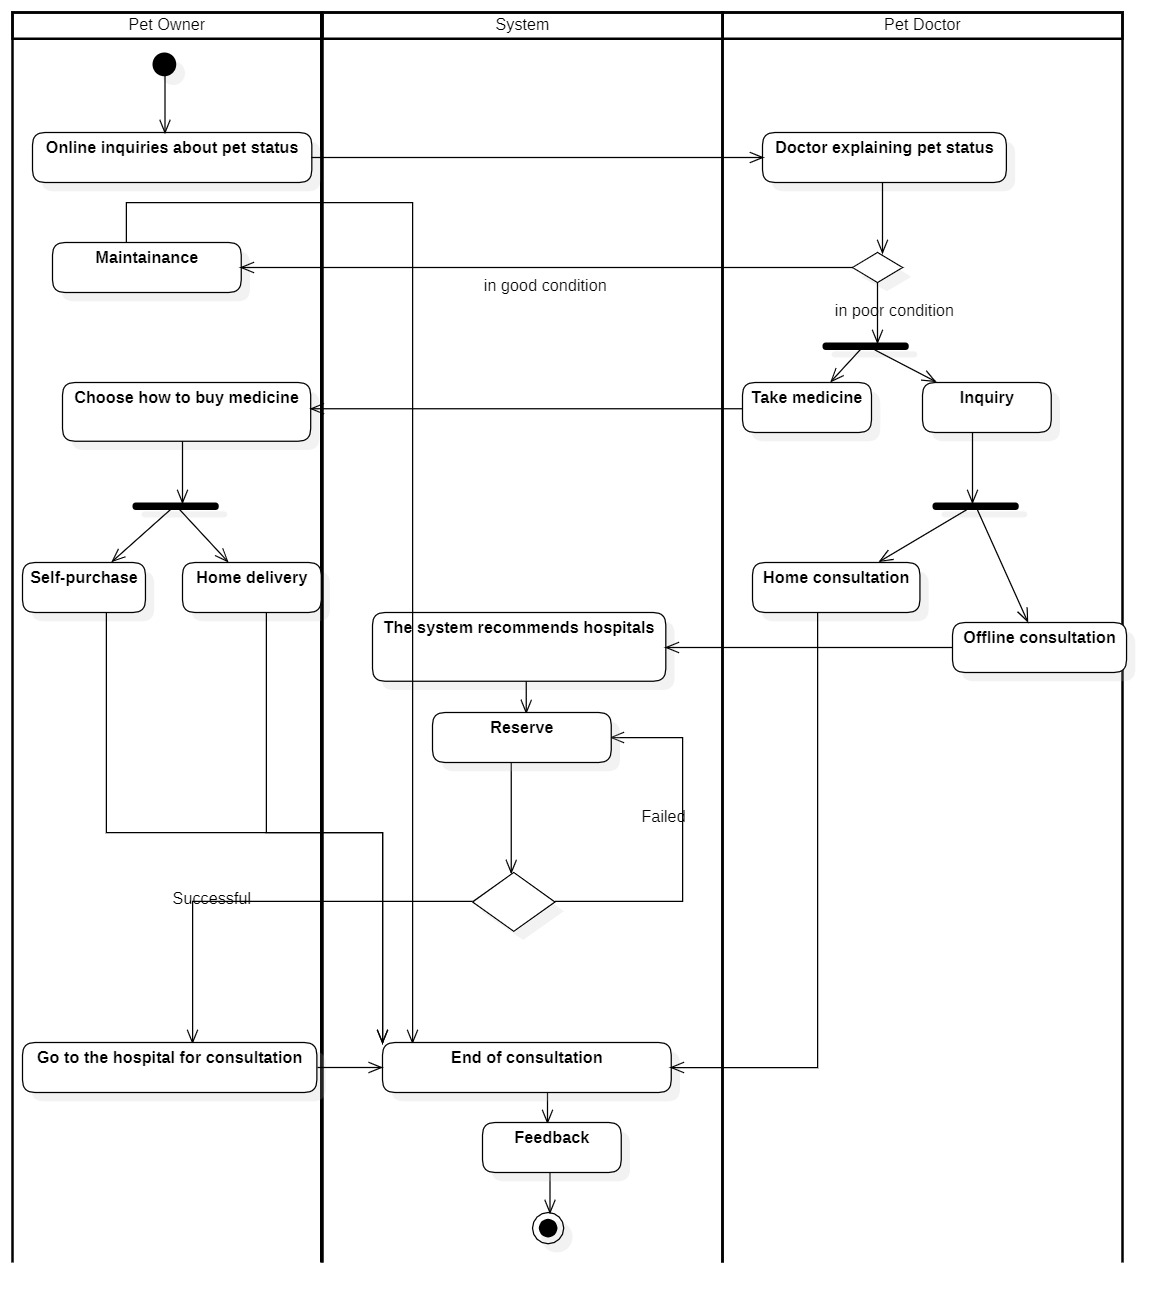 Pet Owner
System
Pet Doctor
Online inquiries about pet status
Doctor explaining pet status
Maintainance
in good condition
in poor condition
Choose how to buy medicine
Take medicine
Inquiry
Self-purchase
Home delivery
Home consultation
The system recommends hospitals
Offline consultation
Reserve
Failed
Successful
Go to the hospital for consultation
End of consultation
Feedback